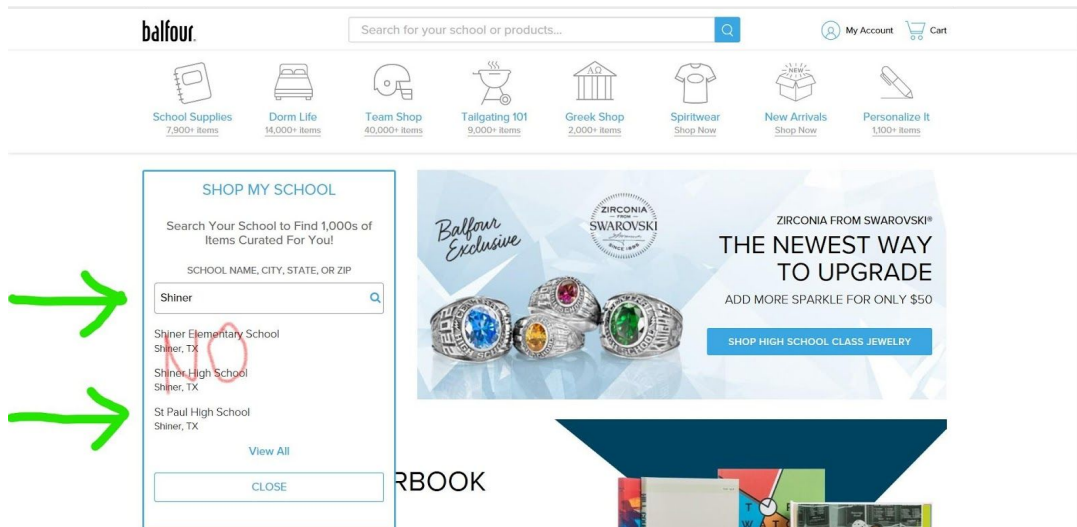 balfour.
Search for your school or products...
My Account
Cart
School Supplies
7,900+ items
Dorm Life
14,000+ items
Team Shop
40,000+ items
Tailgating 101
9,000+ items
Greek Shop
2,000+ items
Spiritwear
Shop Now
NEW
New Arrivals
Shop Now
Personalize It
1,100+ items
SHOP MY SCHOOL
Search Your School to Find 1,000s of
Items Curated For You!
SCHOOL NAME, CITY, STATE, OR ZIP
Shiner
Shiner Elementary School
Shiner, TX
NO
Shiner High School
Shiner, TX
St Paul High School
Shiner, TX
View All
CLOSE
Balfour
Exclusive
ZIRCONIA
FROM
SWAROVSKI
SINCE 1895
ZIRCONIA FROM SWAROVSKI®
THE NEWEST WAY
TO UPGRADE
ADD MORE SPARKLE FOR ONLY $50
SHOP HIGH SCHOOL CLASS JEWELRY
RBOOK